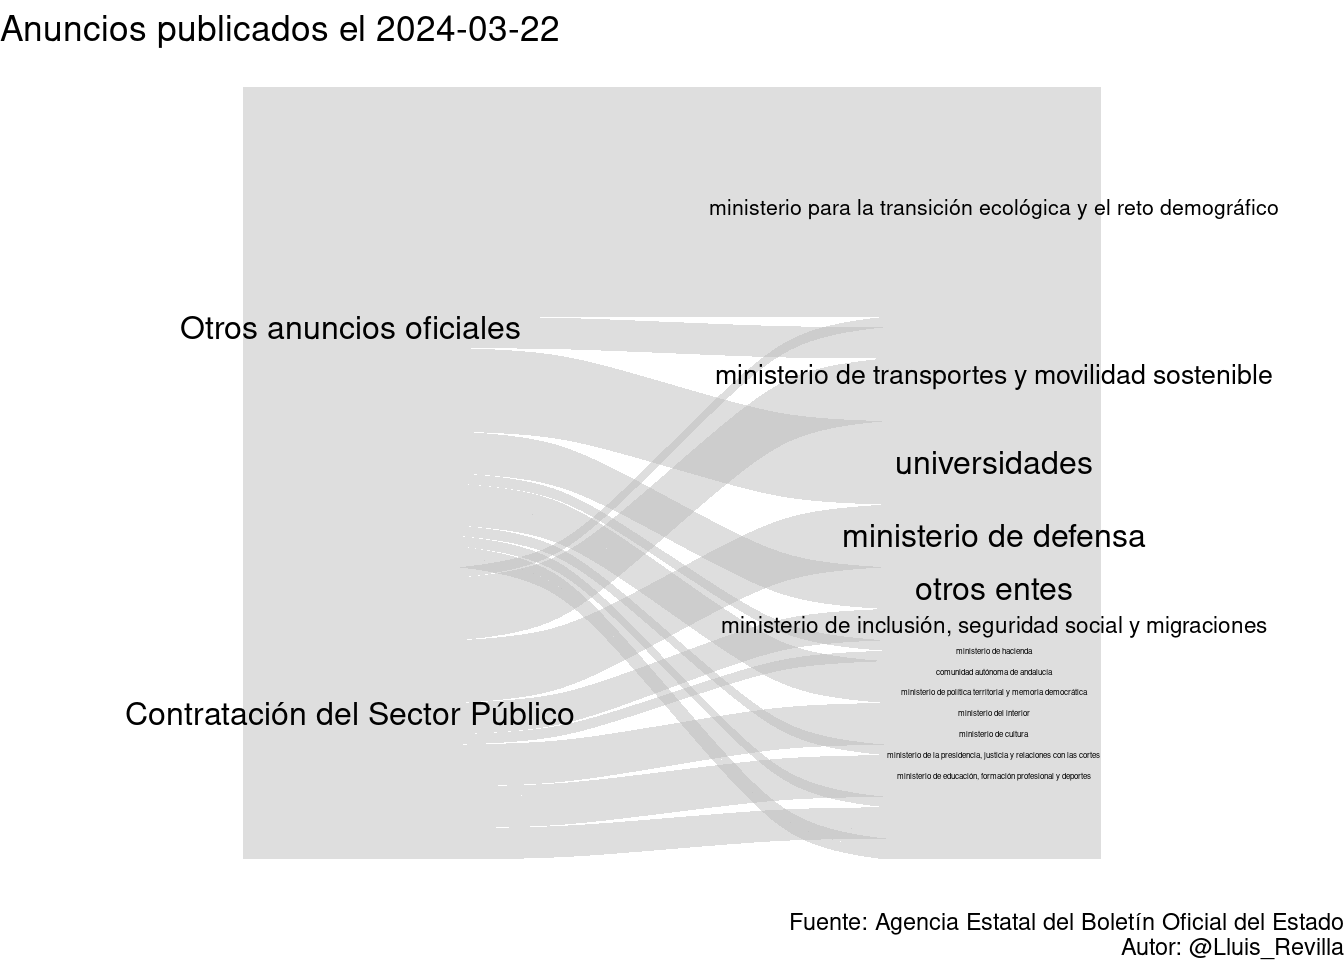 Anuncios publicados el 2024-03-22
ministerio para la transición ecológica y el reto demográfico
Otros anuncios oficiales
ministerio de transportes y movilidad sostenible
universidades
ministerio de defensa
otros entes
ministerio de inclusión, seguridad social y migraciones
ministerio de hacienda
comunidad autónoma de andalucía
ministerio de política territorial y memoria democrática
Contratación del Sector Público
ministerio del interior
ministerio de cultura
ministerio de la presidencia, justicia y relaciones con las cortes
ministerio de educación, formación profesional y deportes
Fuente: Agencia Estatal del Boletín Oficial del Estado
Autor: @Lluis_Revilla